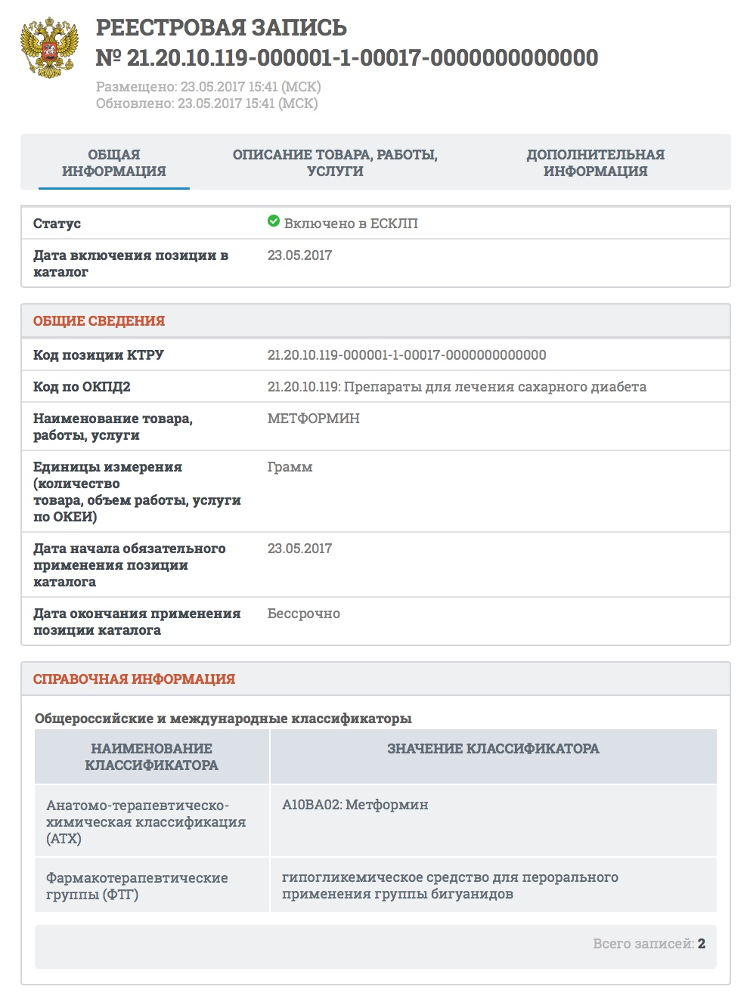 РЕЕСТРОВАЯ ЗАПИСЬ
№ 21.20.10.119-000001-1-00017-0000000000000
Размещено: 23.05.2017 15:41 (МСК)
Обновлено: 23.05.2017 15:41 (МСК)
ОБЩАЯ
ИНФОРМАЦИЯ
ОПИСАНИЕ ТОВАРА, РАБОТЫ,
УСЛУГИ
ДОПОЛНИТЕЛЬНАЯ
ИНФОРМАЦИЯ
Статус
Включено в ЕСКЛП
Дата включения позиции в
каталог
23.05.2017
ОБЩИЕ СВЕДЕНИЯ
Код позиции КТРУ
21.20.10.119-000001-1-00017-0000000000000
Код по ОКПД2
21.20.10.119: Препараты для лечения сахарного диабета
Наименование товара,
работы, услуги
МЕТФОРМИН
Единицы измерения
(количество
товара, объем работы, услуги
по ОКЕИ)
Грамм
Дата начала обязательного
применения позиции
каталога
23.05.2017
Дата окончания применения
позиции каталога
Бессрочно
СПРАВОЧНАЯ ИНФОРМАЦИЯ
Общероссийские и международные классификаторы
НАИМЕНОВАНИЕ
КЛАССИФИКАТОРА
ЗНАЧЕНИЕ КЛАССИФИКАТОРА
Анатомо-терапевтическо-
химическая классификация
(АТХ)
A10BA02: Метформин
Фармакотерапевтические
группы (ФТГ)
гипогликемическое средство для перорального
применения группы бигуанидов
Всего записей: 2